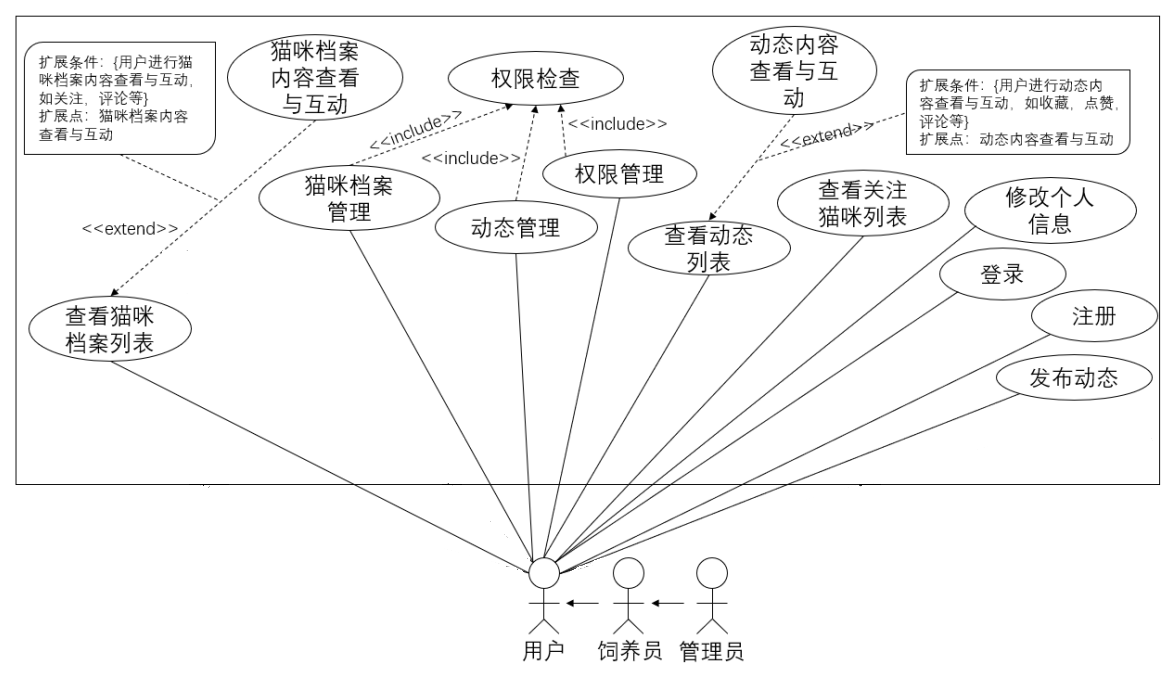 扩展条件：{用户进行猫
咪档案内容查看与互动，
如关注，评论等}
扩展点：猫咪档案内容
查看与互动
猫咪档案
内容查看
与互动
权限检查
动态内容
查看与互
动
扩展条件：{用户进行动态内
容查看与互动，如收藏，点赞，
评论等}
扩展点：动态内容查看与互动
<<include>>
<<include>>
<<include>>
<<extend>>
猫咪档案
管理
动态管理
权限管理
查看动态
列表
查看关注
猫咪列表
修改个人
信息
<<extend>>
登录
查看猫咪
档案列表
注册
发布动态
用户
饲养员
管理员